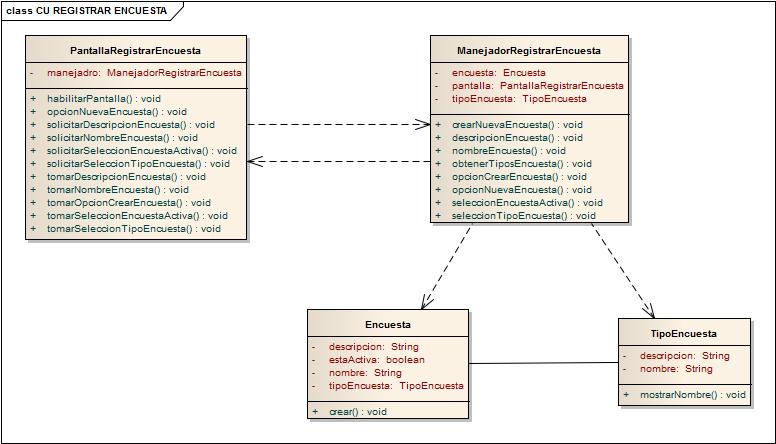 class CU REGISTRAR ENCUESTA
PantallaRegistrarEncuesta
- manejadro: ManejadorRegistrarEncuesta
+ habilitarPantalla() : void
+ opcionNuevaEncuesta() : void
+ solicitarDescripcionEncuesta() : void
+ solicitarNombreEncuesta() : void
+ solicitarSeleccionEncuestaActiva() : void
+ solicitarSeleccionTipoEncuesta() : void
+ tomarDescripcionEncuesta() : void
+ tomarNombreEncuesta() : void
+ tomarOpcionCrearEncuesta() : void
+ tomarSeleccionEncuestaActiva() : void
+ tomarSeleccionTipoEncuesta() : void
ManejadorRegistrarEncuesta
- encuesta: Encuesta
- pantalla: PantallaRegistrarEncuesta
- tipoEncuesta: TipoEncuesta
+ crearNuevaEncuesta() : void
+ descripcionEncuesta() : void
+ nombreEncuesta() : void
+ obtenerTiposEncuesta() : void
+ opcionCrearEncuesta() : void
+ opcionNuevaEncuesta() : void
+ seleccionEncuestaActiva() : void
+ seleccionTipoEncuesta() : void
Encuesta
- descripcion: String
- estaActiva: boolean
- nombre: String
- tipoEncuesta: TipoEncuesta
+ crear() : void
TipoEncuesta
- descripcion: String
- nombre: String
+ mostrarNombre() : void